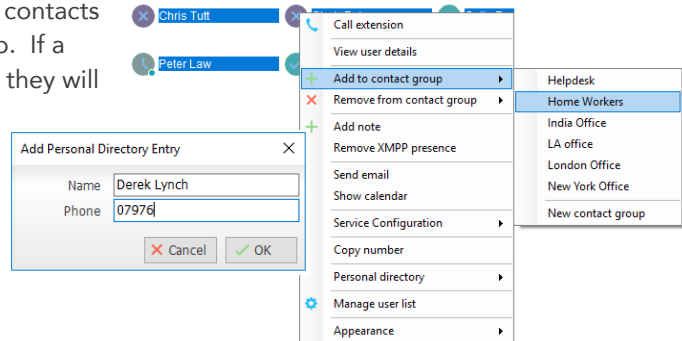 contacts
o. If a
they will
Chris Tutt
Peter Law
Call extension
View user details
Add to contact group
Remove from contact group
Add note
Remove XMPP presence
Send email
Show calendar
Service Configuration
Copy number
Personal directory
Manage user list
Appearance
Helpdesk
Home Workers
India Office
LA office
London Office
New York Office
New contact group
Add Personal Directory Entry
Name Derek Lynch
Phone 07976
Cancel OK